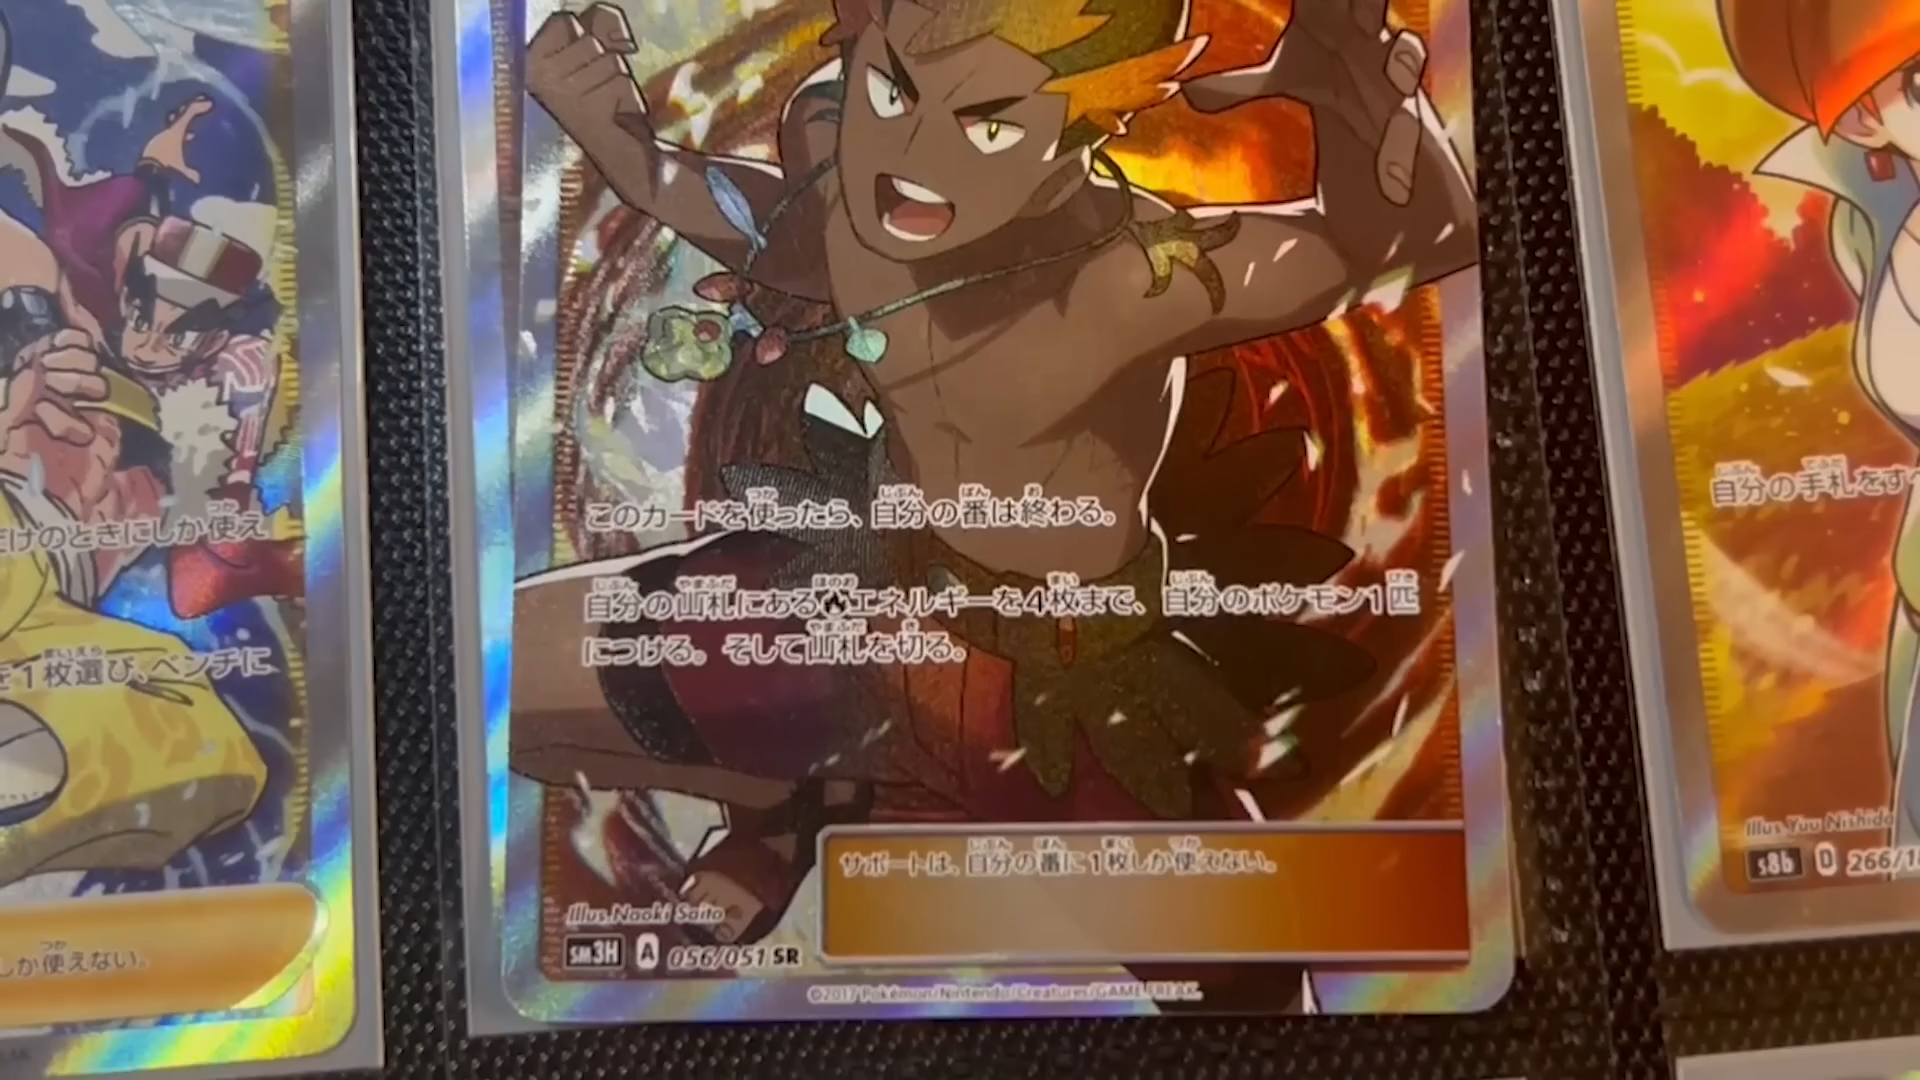 だけのときにしか使え
を1枚選び、ベンチに
しか使えない。
このカードを使ったら、自分の番は終わる。
自分の山札にあるエネルギーを4枚まで、自分のポケモン1匹
につける。そして山札を切る。
サポートは、自分の番に1枚しか使えない。
Illus.Naoki Saito
SM3H A 056/051 SR
©2017 Pokémon/Nintendo/Creatures/GAME FREAK.
自分の手札をすべ
Illus.Yuu Nishida
s8b D 266/1